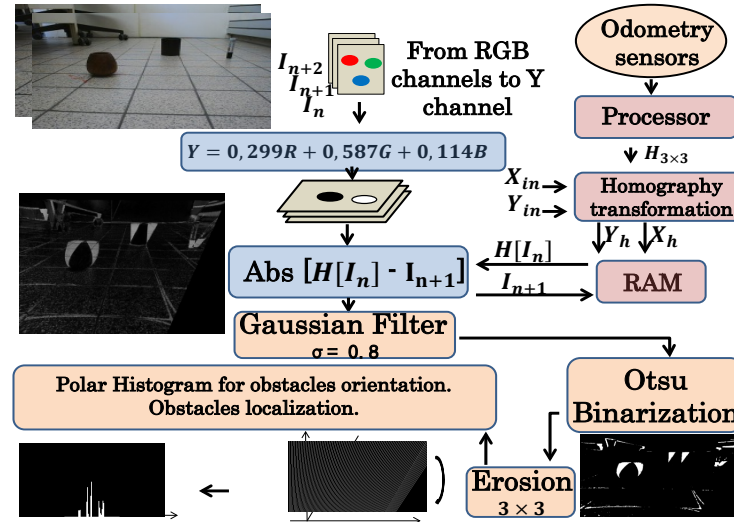 From RGB
channels to Y
channel
I_{n+2}
I_{n+1}
I_n
Odometry
sensors
Processor
H_{3×3}
Y = 0,299R + 0,587G + 0,114B
X_{in}
Y_{in}
Homography
transformation
Y_h
X_h
Abs [H[I_n] - I_{n+1}]
H[I_n]
I_{n+1}
RAM
Gaussian Filter
σ= 0,8
Polar Histogram for obstacles orientation.
Obstacles localization.
Otsu
Binarization
Erosion
3 × 3